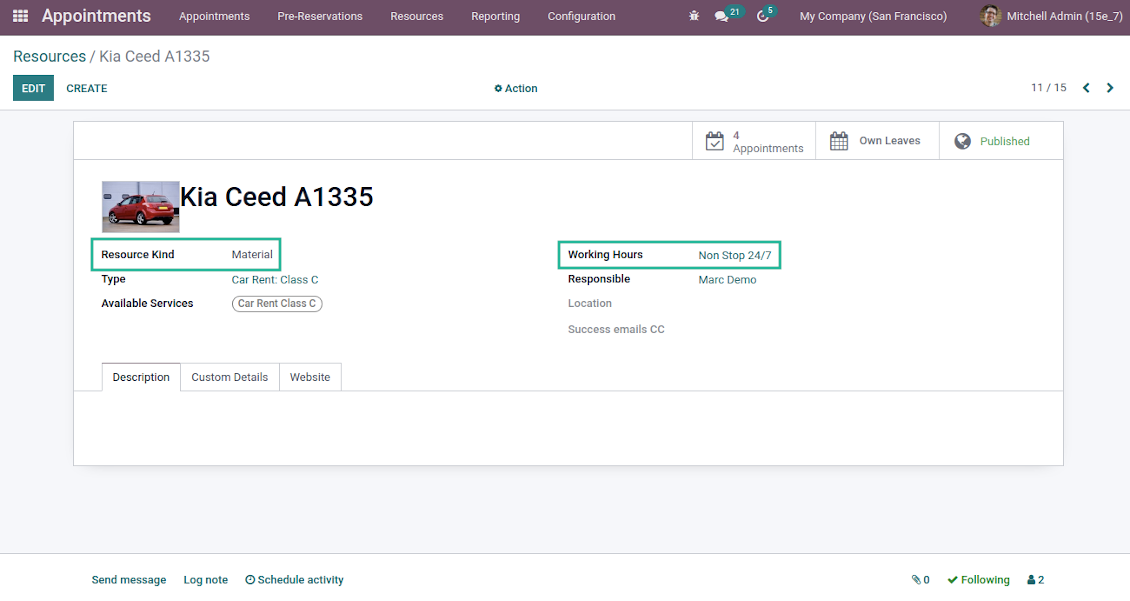 Appointments Appointments Pre-Reservations Resources Reporting Configuration 21 5 My Company (San Francisco) Mitchell Admin (15e_7)
Resources / Kia Ceed A1335
EDIT CREATE Action 11 / 15
4 Appointments Own Leaves Published
Kia Ceed A1335
Resource Kind Material Working Hours Non Stop 24/7
Type Car Rent: Class C Responsible Marc Demo
Available Services Car Rent Class C Location
Success emails CC
Description Custom Details Website
Send message Log note Schedule activity 0 Following 2